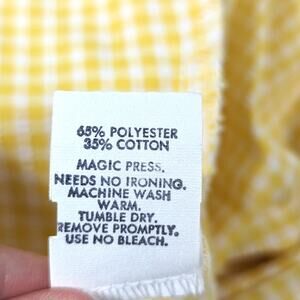 65% POLYESTER
35% COTTON
MAGIC PRESS.
NEEDS NO IRONING.
MACHINE WASH
WARM.
TUMBLE DRY.
REMOVE PROMPTLY.
USE NO BLEACH.